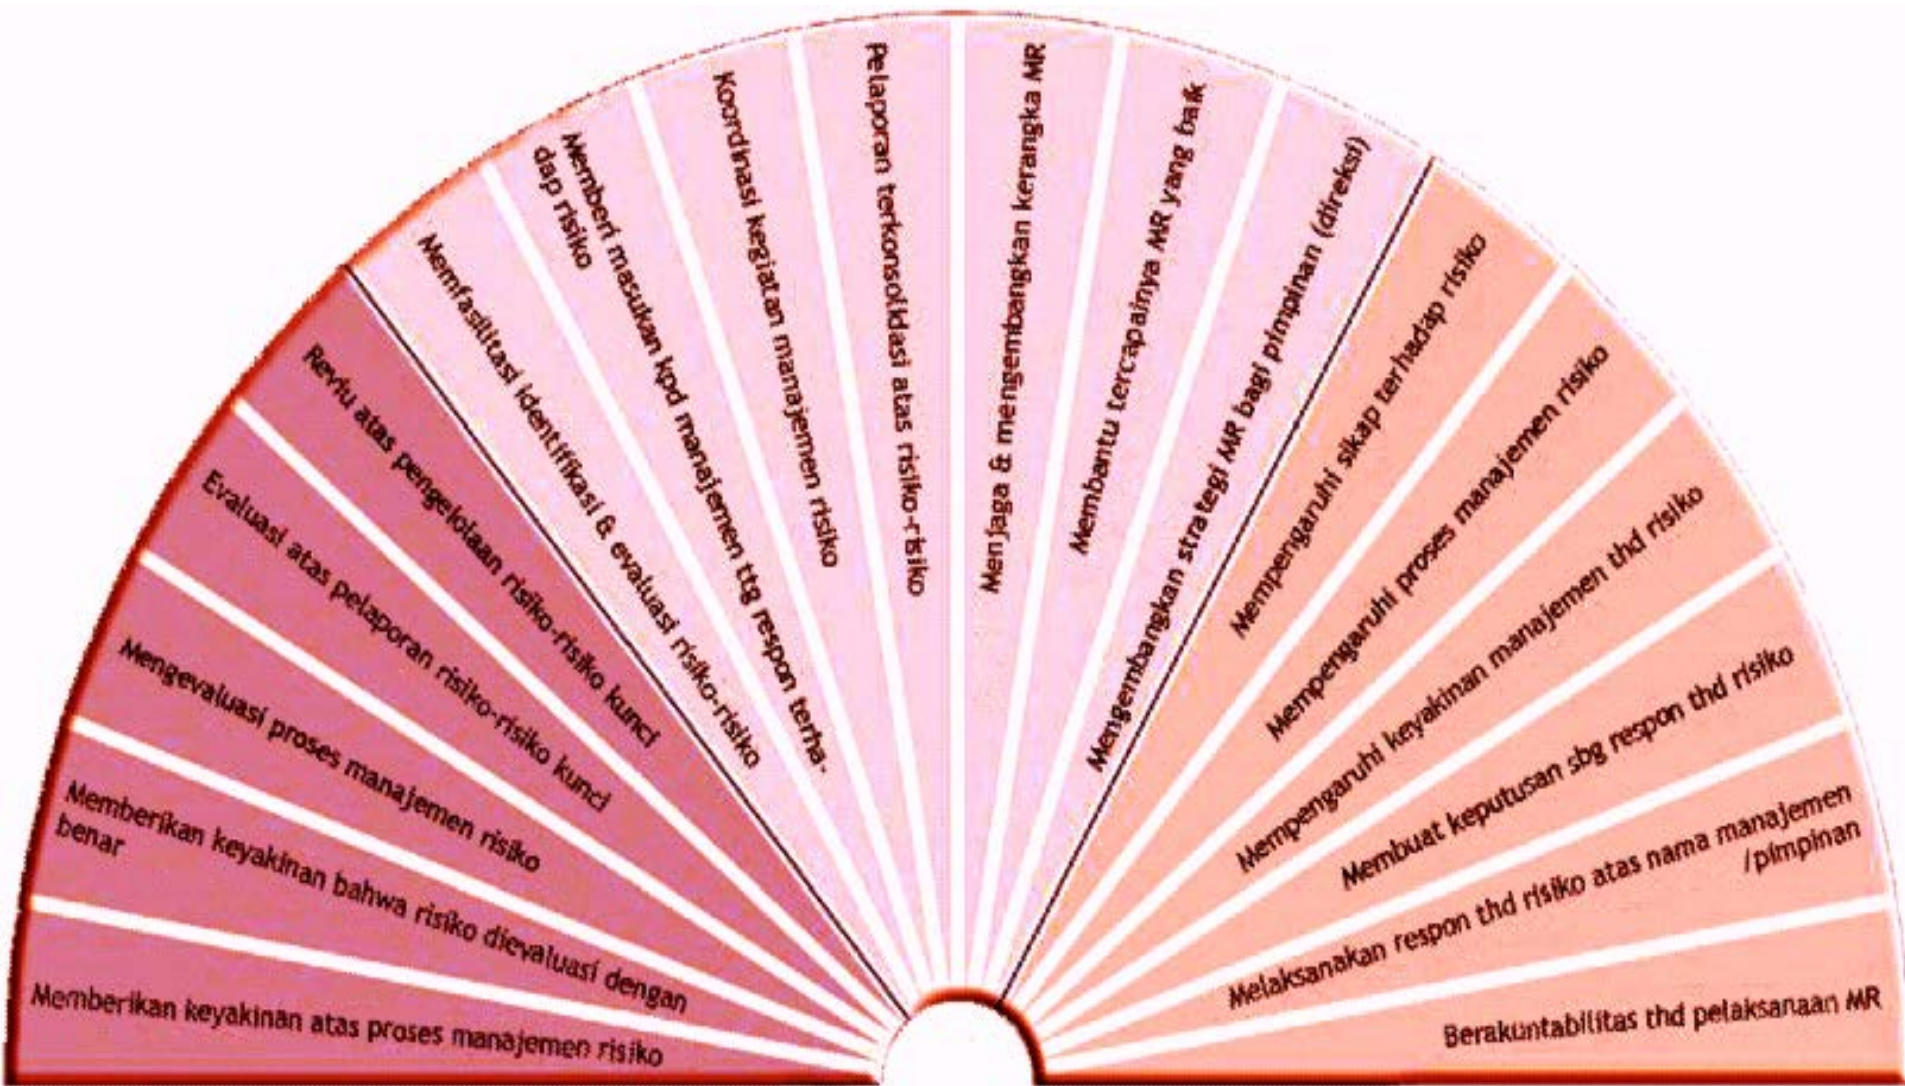 Memberikan keyakinan atas proses manajemen risiko
Memberikan keyakinan bahwa risiko dievaluasi dengan
benar
Mengevaluasi proses manajemen risiko
Evaluasi atas pelaporan risiko-risiko kunci
Reviu atas pengelolaan risiko-risiko kunci
Memfasilitasi identifikasi & evaluasi risiko-risiko
Memberi masukan kpd manajemen ttg respon terha-
dap risiko
Koordinasi kegiatan manajemen risiko
Pelaporan terkonsolidasi atas risiko-risiko
Menjaga & mengembangkan kerangka MR
Membantu tercapainya MR yang baik
Mengembangkan strategi MR bagi pimpinan (direksi)
Mempengaruhi sikap terhadap risiko
Mempengaruhi proses manajemen risiko
Mempengaruhi keyakinan manajemen thd risiko
Membuat keputusan sbg respon thd risiko
Melaksanakan respon thd risiko atas nama manajemen
/pimpinan
Berakuntabilitas thd pelaksanaan MR